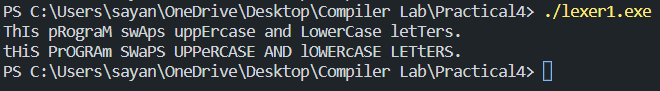 PS C:\Users\sayan\OneDrive\Desktop\Compiler Lab\Practical4> ./lexer1.exe
ThIs pRograM swAps uppErcase and LowerCase letTers.
tHiS PrOGRAm SWaPS UPPeRCASE AND lOWERcASE LETtERS.
PS C:\Users\sayan\OneDrive\Desktop\Compiler Lab\Practical4>